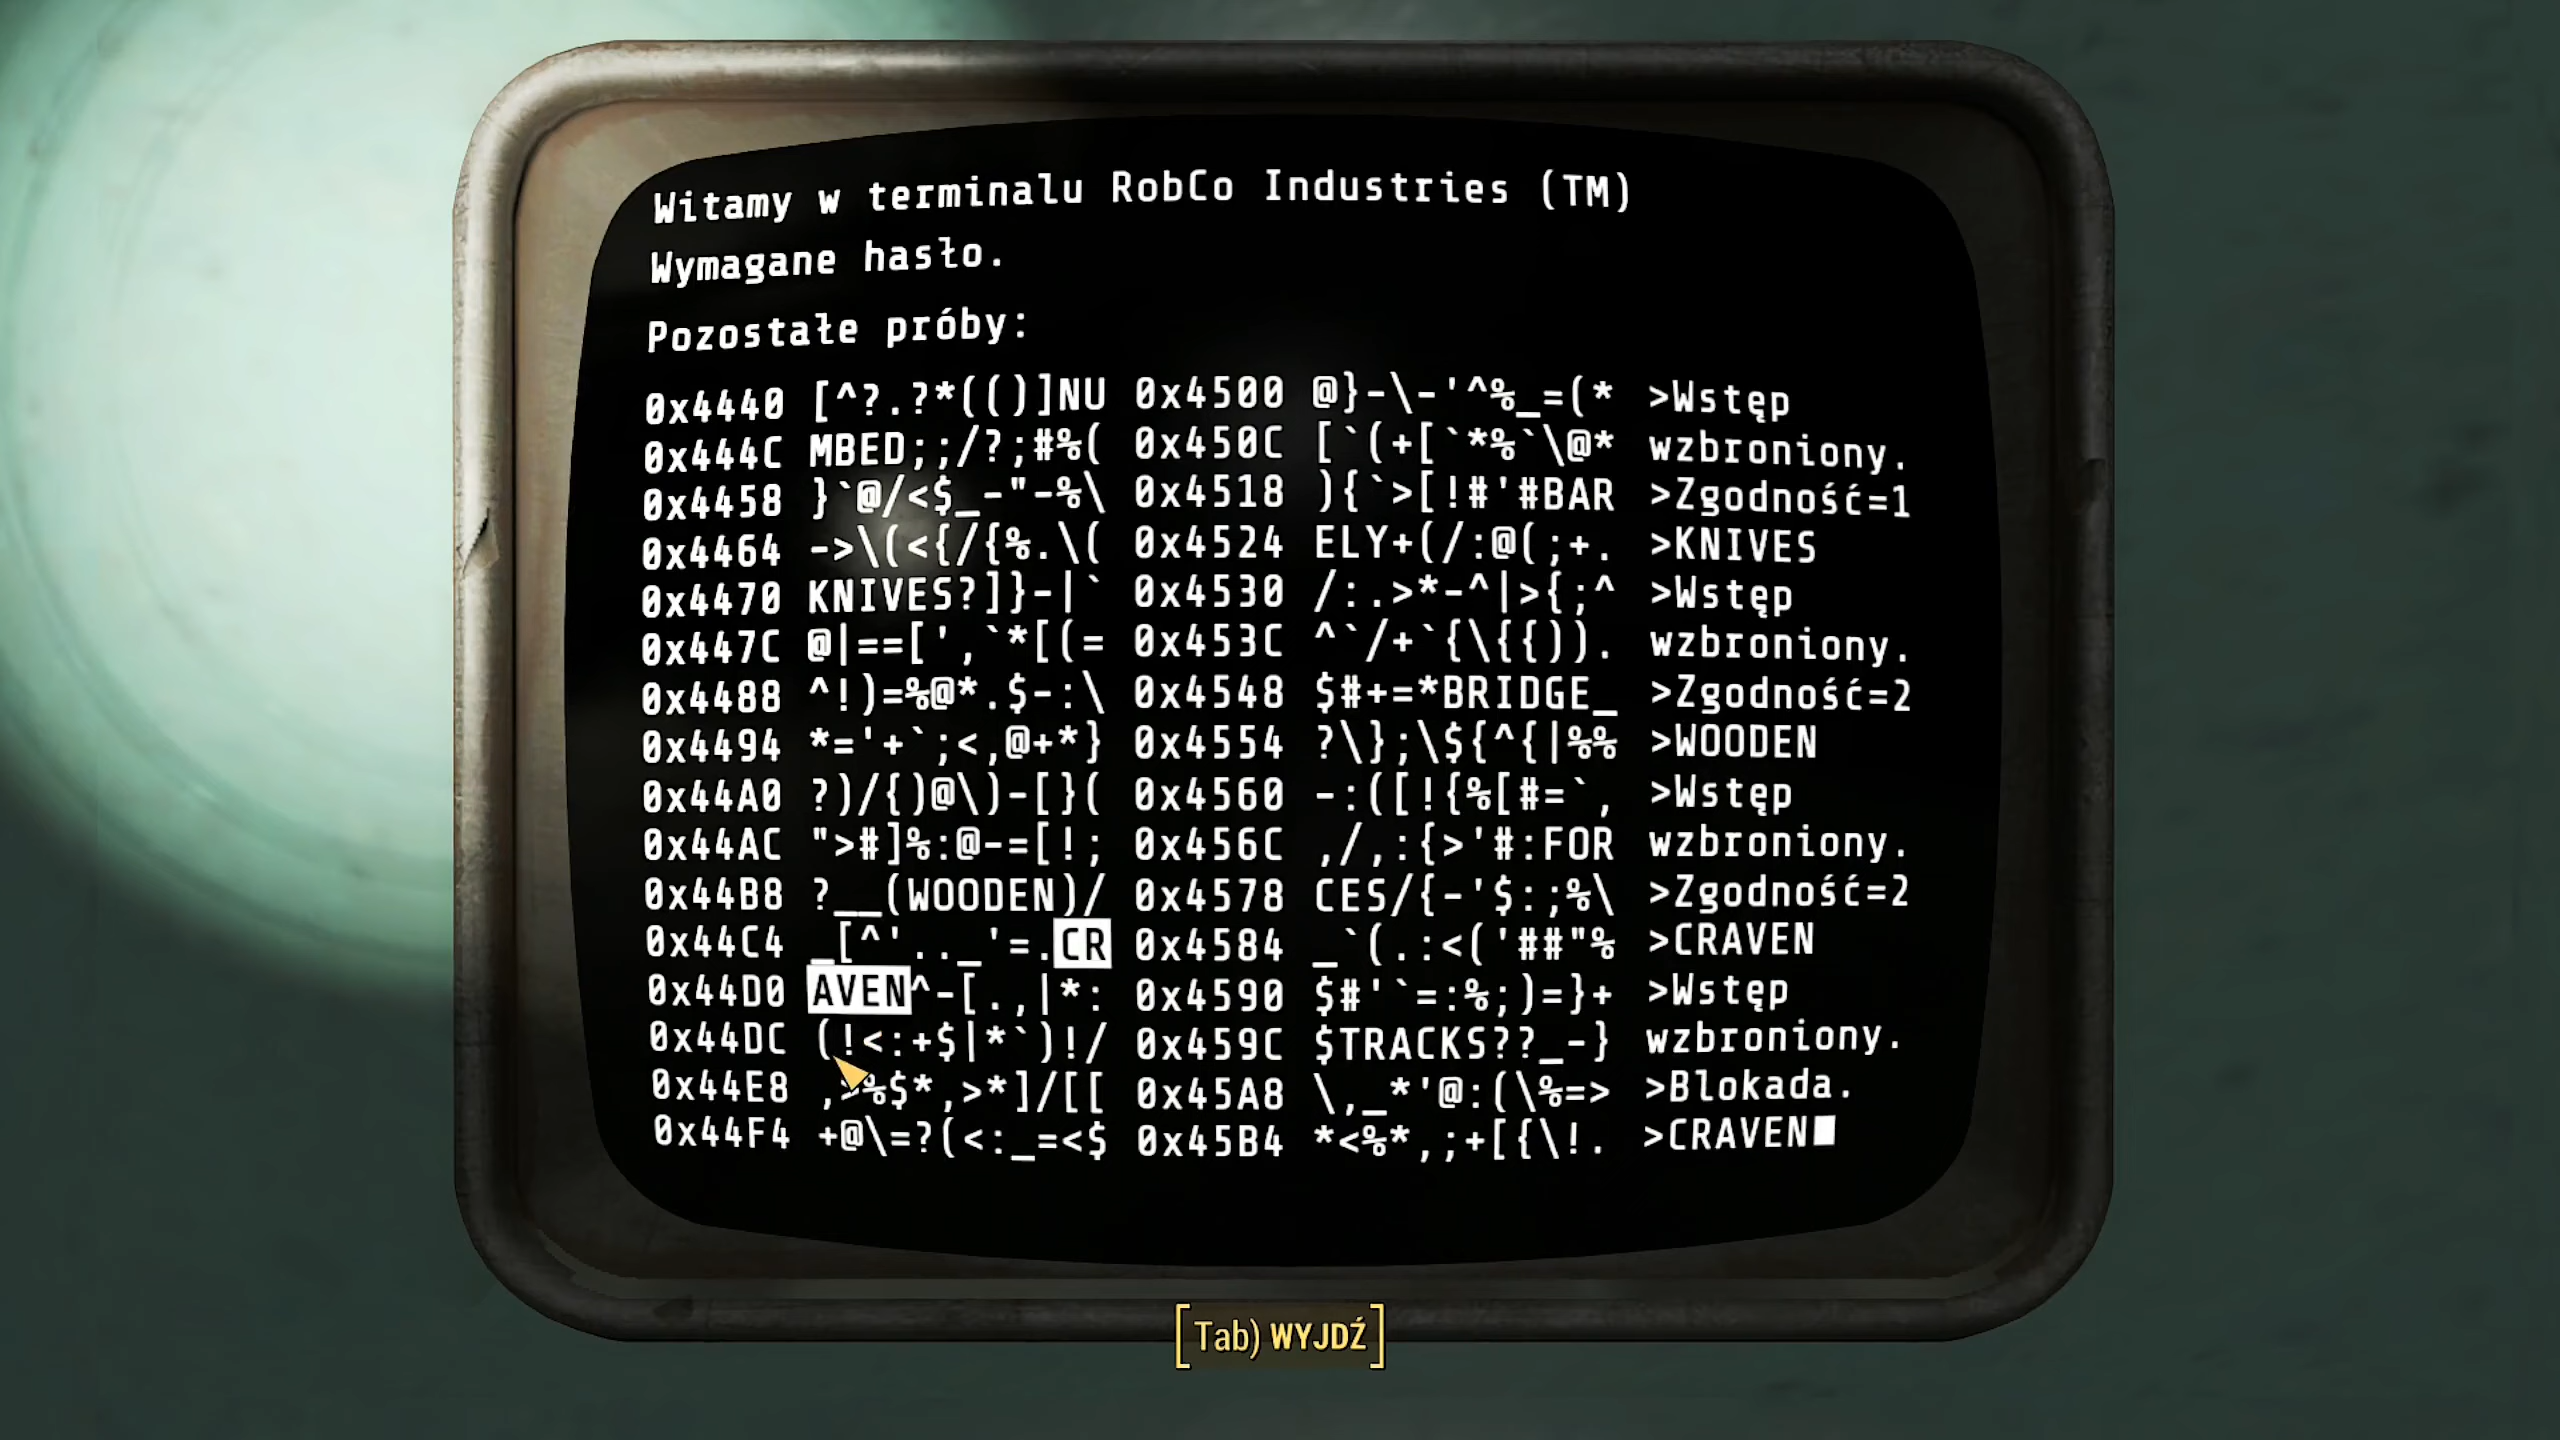 Witamy w terminalu RobCo Industries (TM)
Wymagane hasło.
Pozostałe próby:
0x4440 [^?.?*(()]NU 0x4500 @}-\-'^%_=(* >Wstęp
0x444C MBED;;/?;#%( 0x450C [`(+[`*%`\@* wzbroniony.
0x4458 }`@/<$_-"-%\ 0x4518 ){`>[!#'#BAR >Zgodność=1
0x4464 ->\(<{/{%.\( 0x4524 ELY+(/:@(;+. >KNIVES
0x4470 KNIVES?]}-|` 0x4530 /:.>*-^|>{;^ >Wstęp
0x447C @|==[',`*[(= 0x453C ^`/+`{\{{)). wzbroniony.
0x4488 ^!)=%@*.$-:\ 0x4548 $#+=*BRIDGE_ >Zgodność=2
0x4494 *='+`;<,@+*} 0x4554 ?\};\${^{|%% >WOODEN
0x44A0 ?)/{)@\)-[}( 0x4560 -:([!{%[#=`, >Wstęp
0x44AC ">#]%:@-=[!; 0x456C ,/,:{>'#:FOR wzbroniony.
0x44B8 ?__(WOODEN)/ 0x4578 CES/{-'$:;%\ >Zgodność=2
0x44C4 _[^'.._'=.CR 0x4584 _`(.:<('##"% >CRAVEN
0x44D0 AVEN^-[.,|*: 0x4590 $#'`=:%;)=}+ >Wstęp
0x44DC (!<:+$|*`)!/ 0x459C $TRACKS??_-} wzbroniony.
0x44E8 ,>%$*,>*]/[[ 0x45A8 \,_*'@:(\%=> >Blokada.
0x44F4 +@\=?(<:_=<$ 0x45B4 *<%*,;+[{\!. >CRAVEN
[Tab) WYJDŹ]